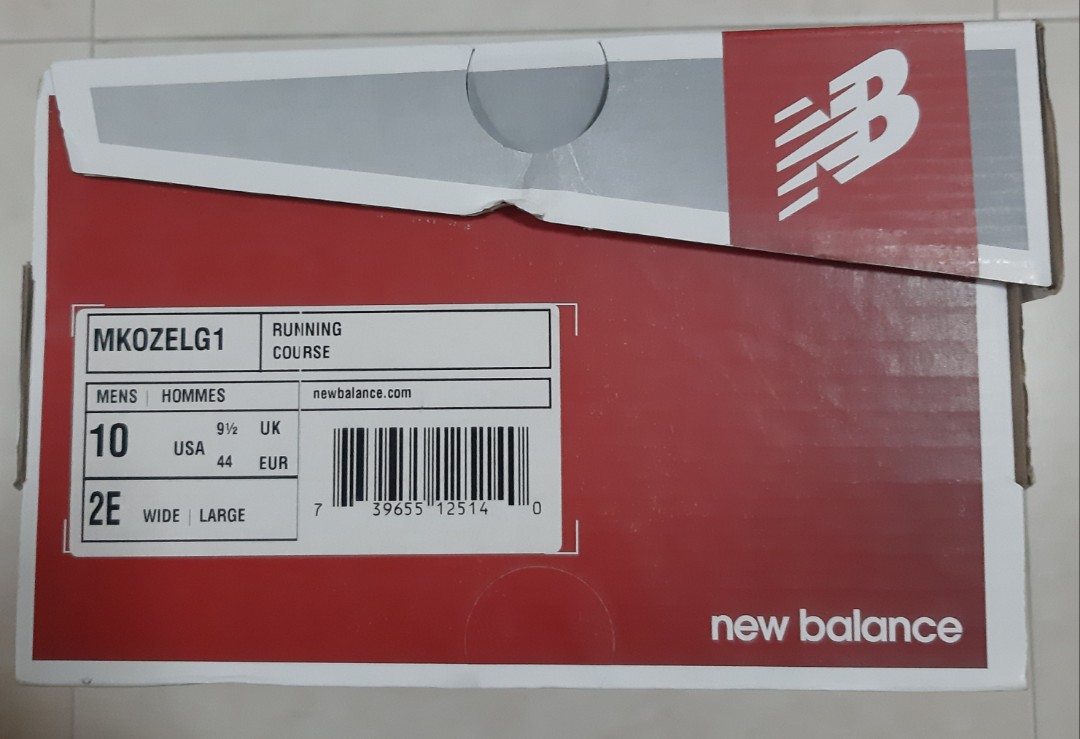 NB
MKOZELG1
RUNNING
COURSE
MENS | HOMMES
newbalance.com
10 USA 9½ UK
44 EUR
2E WIDE | LARGE
7 39655 12514 0
new balance